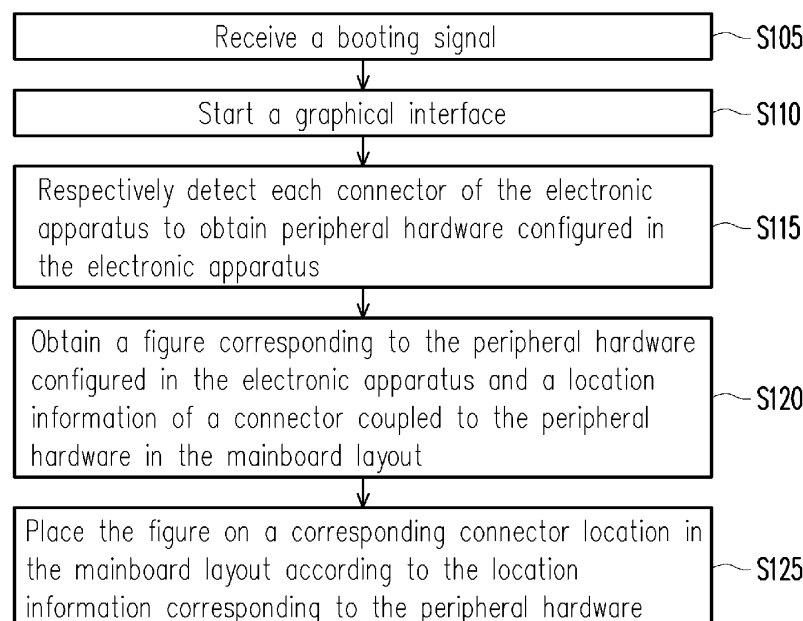 Receive a booting signal
S105
Start a graphical interface
S110
Respectively detect each connector of the electronic
apparatus to obtain peripheral hardware configured in
the electronic apparatus
S115
Obtain a figure corresponding to the peripheral hardware
configured in the electronic apparatus and a location
information of a connector coupled to the peripheral
hardware in the mainboard layout
S120
Place the figure on a corresponding connector location in
the mainboard layout according to the location
information corresponding to the peripheral hardware
S125